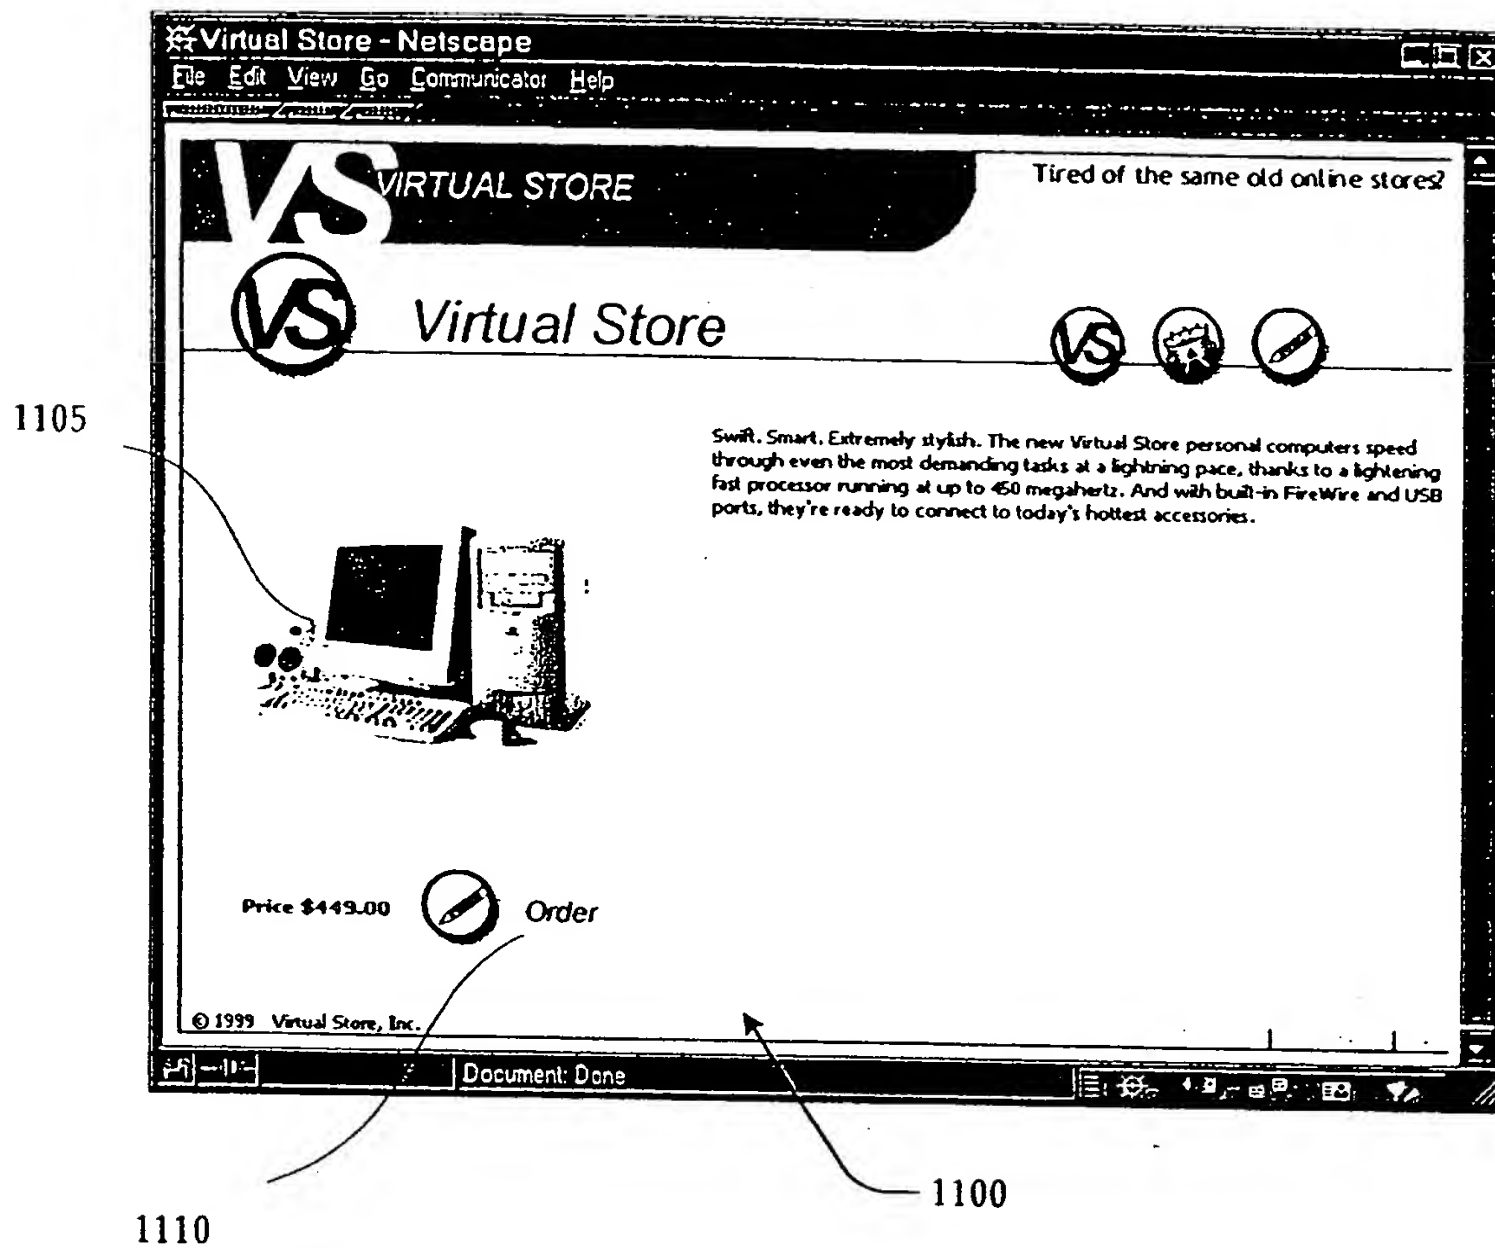 Virtual Store - Netscape
File Edit View Go Communicator Help
VS VIRTUAL STORE
Tired of the same old online stores?
VS Virtual Store
VS
1105
Swift. Smart. Extremely stylish. The new Virtual Store personal computers speed
through even the most demanding tasks at a lightning pace, thanks to a lightening
fast processor running at up to 450 megahertz. And with built-in FireWire and USB
ports, they're ready to connect to today's hottest accessories.
Price $449.00
Order
© 1999 Virtual Store, Inc.
Document: Done
1100
1110